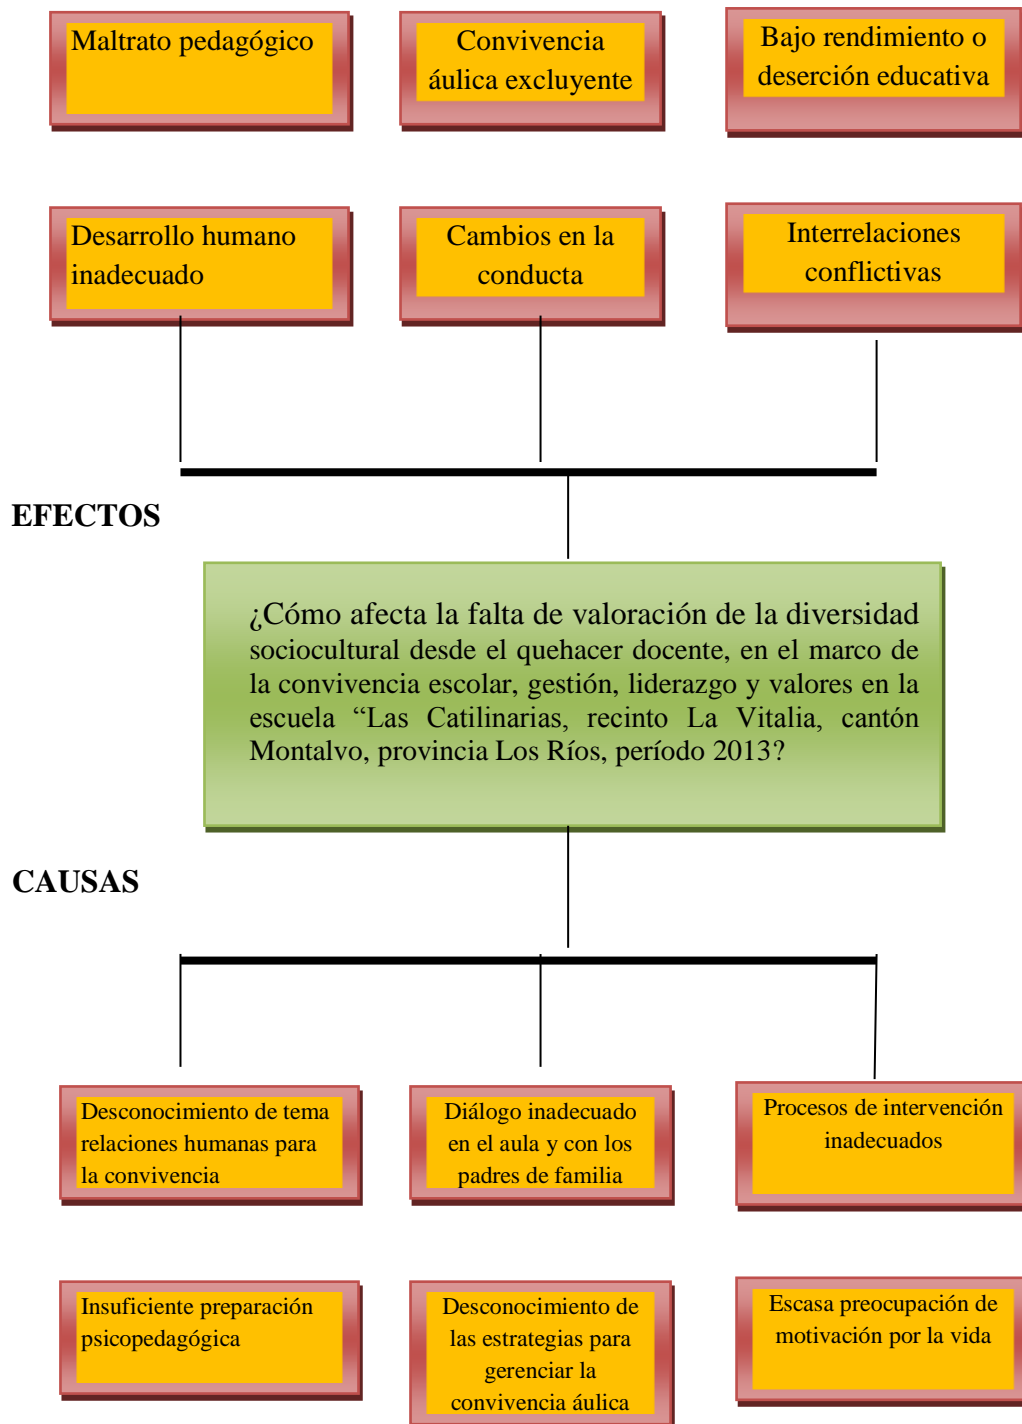 Maltrato pedagógico
Convivencia
áulica excluyente
Bajo rendimiento o
deserción educativa
Desarrollo humano
inadecuado
Cambios en la
conducta
Interrelaciones
conflictivas
EFECTOS
¿Cómo afecta la falta de valoración de la diversidad
sociocultural desde el quehacer docente, en el marco de
la convivencia escolar, gestión, liderazgo y valores en la
escuela “Las Catilinarias, recinto La Vitalia, cantón
Montalvo, provincia Los Ríos, período 2013?
CAUSAS
Desconocimiento de tema
relaciones humanas para
la convivencia
Diálogo inadecuado
en el aula y con los
padres de familia
Procesos de intervención
inadecuados
Insuficiente preparación
psicopedagógica
Desconocimiento de
las estrategias para
gerenciar la
convivencia áulica
Escasa preocupación de
motivación por la vida